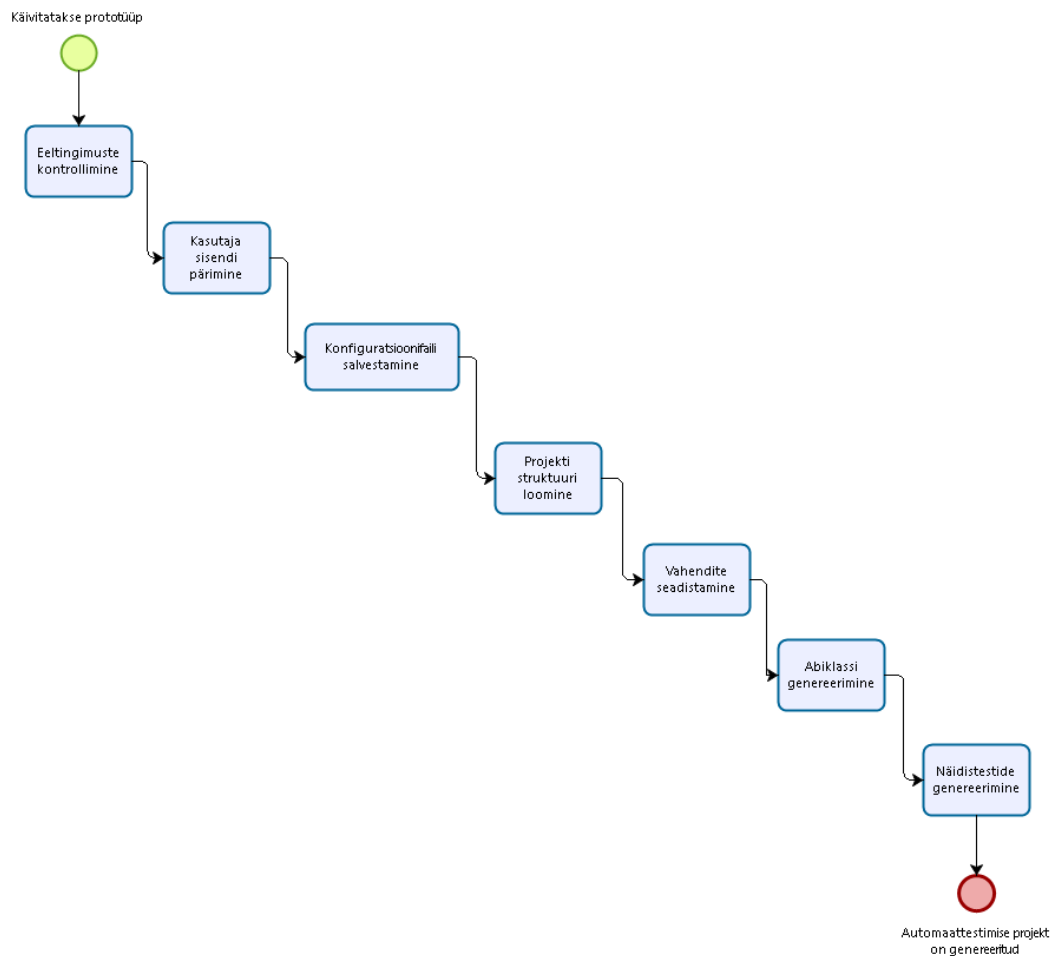 Käivitatakse prototüüp
Eeltingimuste
kontrollimine
Kasutaja
sisendi
pärimine
Konfiguratsioonifaili
salvestamine
Projekti
struktuuri
loomine
Vahendite
seadistamine
Abiklassi
genereerimine
Näidistestide
genereerimine
Automaattestimise projekt
on genereeritud